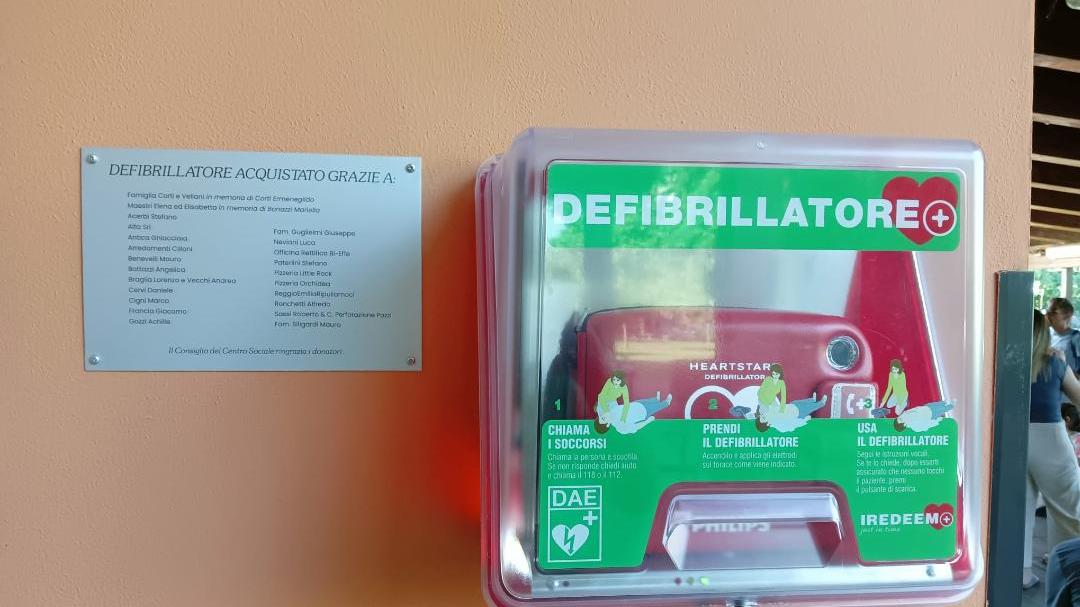 DEFIBRILLATORE ACQUISTATO GRAZIE A:
Famiglia Corti e Vellani in memoria di Corti Ermenegildo
Maestri Elena ed Elisabetta in memoria di Bonazzi Mariella
Acerbi Stefano
Alta Srl
Antica Ghiacciaia
Arredamenti Cilloni
Benevelli Mauro
Bottazzi Angelica
Braglia Lorenzo e Vecchi Andrea
Cervi Daniele
Cigni Marco
Francia Giacomo
Gozzi Achille
Fam. Guglielmi Giuseppe
Neviani Luca
Officina Rettifica Bi-Effe
Paterlini Stefano
Pizzeria Little Rock
Pizzeria Orchidea
ReggioEmiliaRipuliamoci
Ronchetti Alfredo
Sassi Roberto & C. Perforazione Pozzi
Fam. Siligardi Mauro
Il Consiglio del Centro Sociale ringrazia i donatori
DEFIBRILLATORE
HEARTSTART
DEFIBRILLATOR
1
CHIAMA
I SOCCORSI
Chiama la persona e scuotila.
Se non risponde chiedi aiuto
e chiama il 118 o il 112.
2
PRENDI
IL DEFIBRILLATORE
Accendilo e applica gli elettrodi
sul torace come viene indicato.
3
USA
IL DEFIBRILLATORE
Segui le istruzioni vocali.
Se te lo chiede, dopo esserti
assicurato che nessuno tocchi
il paziente, premi
il pulsante di scarica.
DAE
PHILIPS
IREDEEM
just in time